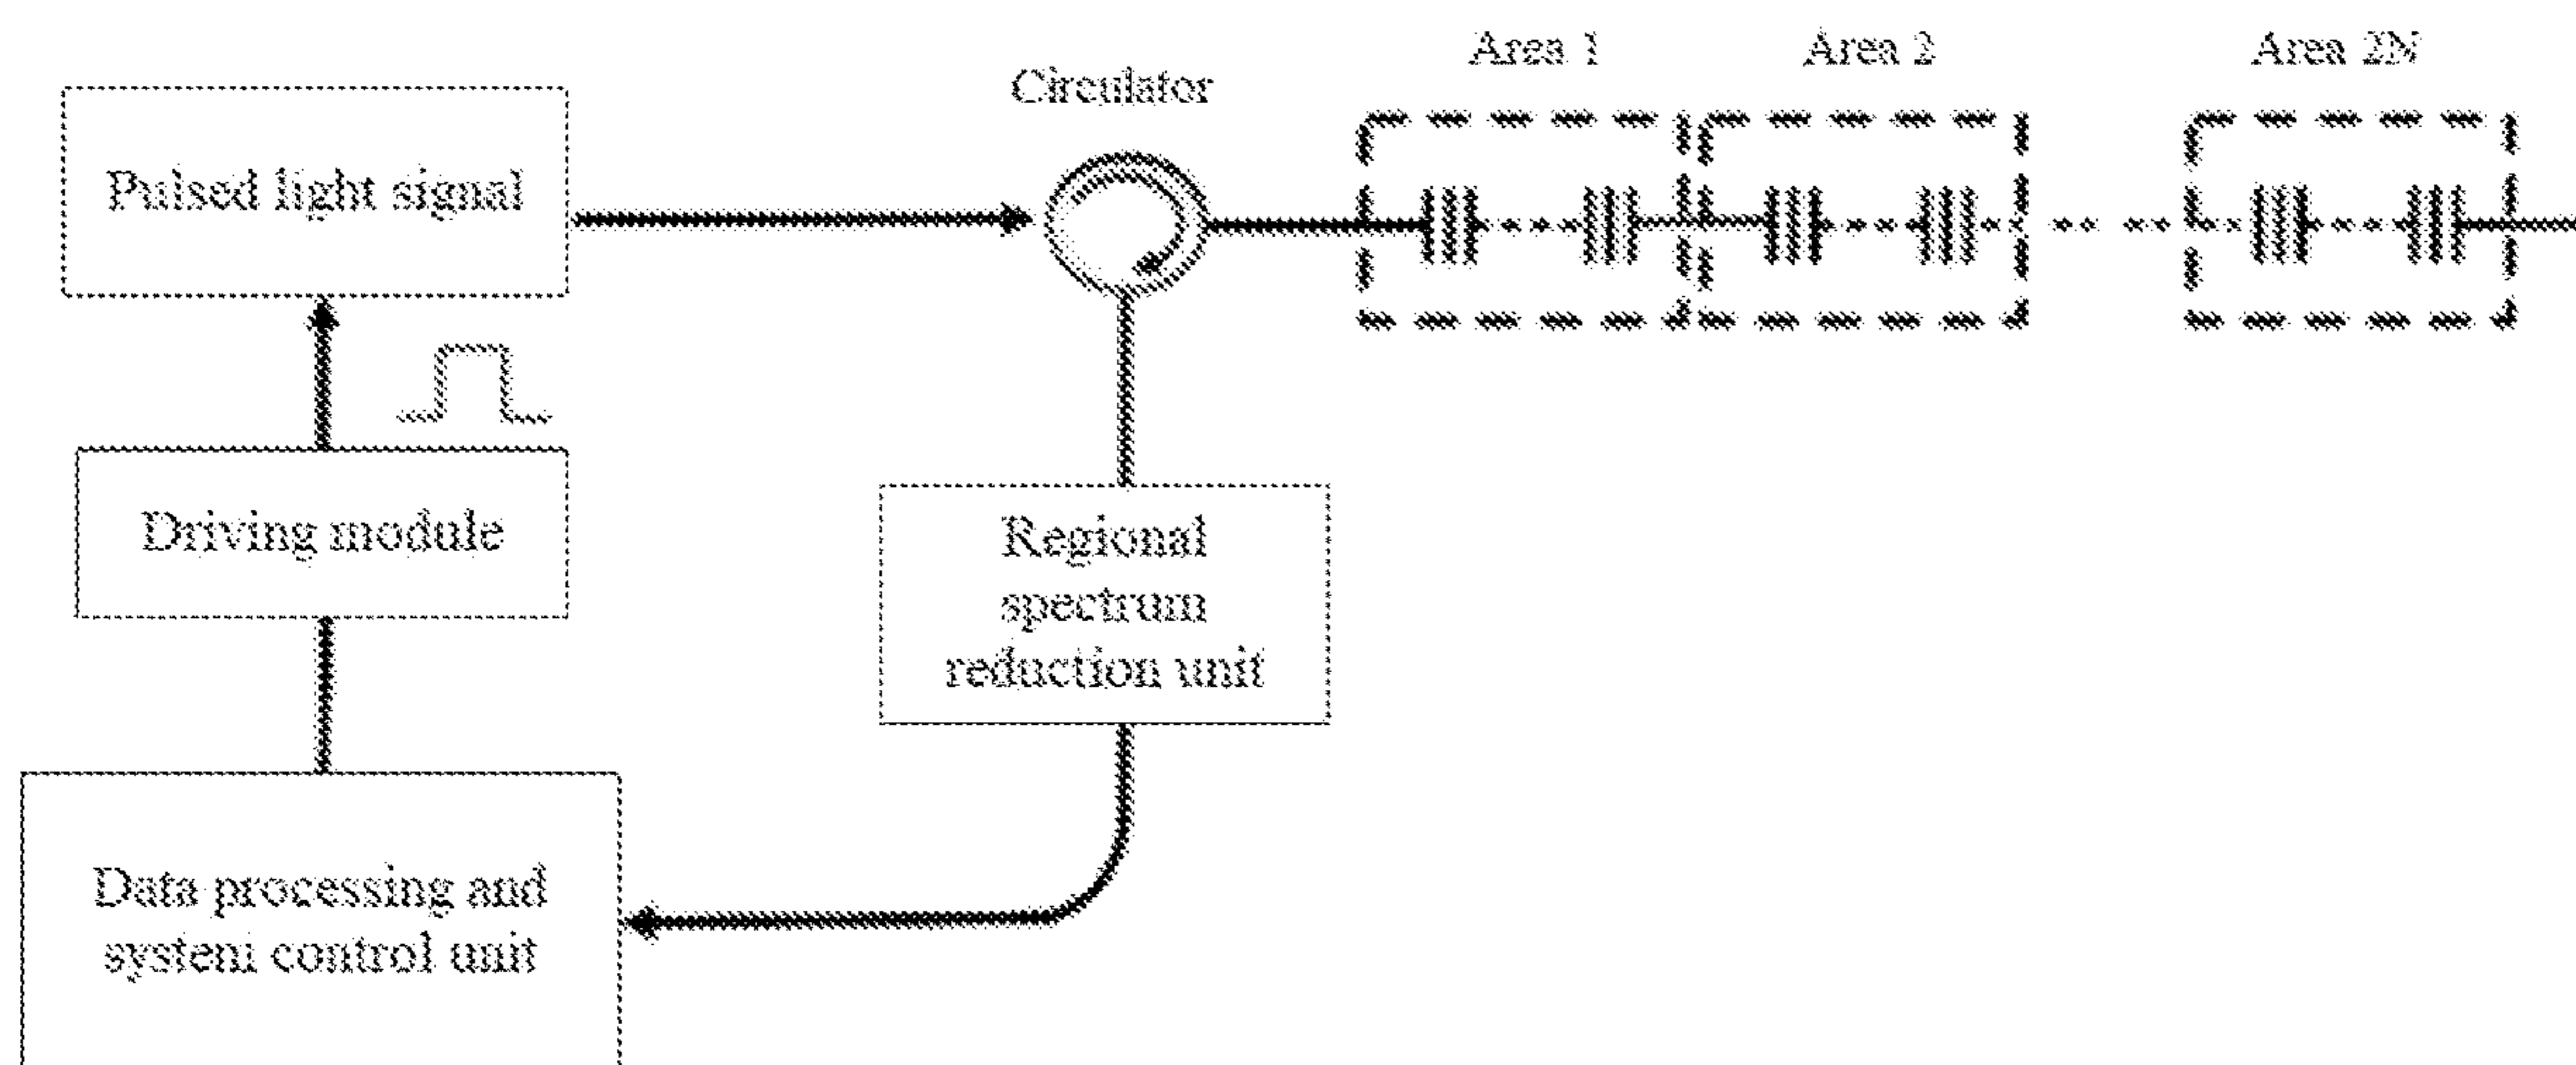 Area 1
Area 2
Area 2N
Circulator
Pulsed light signal
Driving module
Regional
spectrum
reduction unit
Data processing and
system control unit